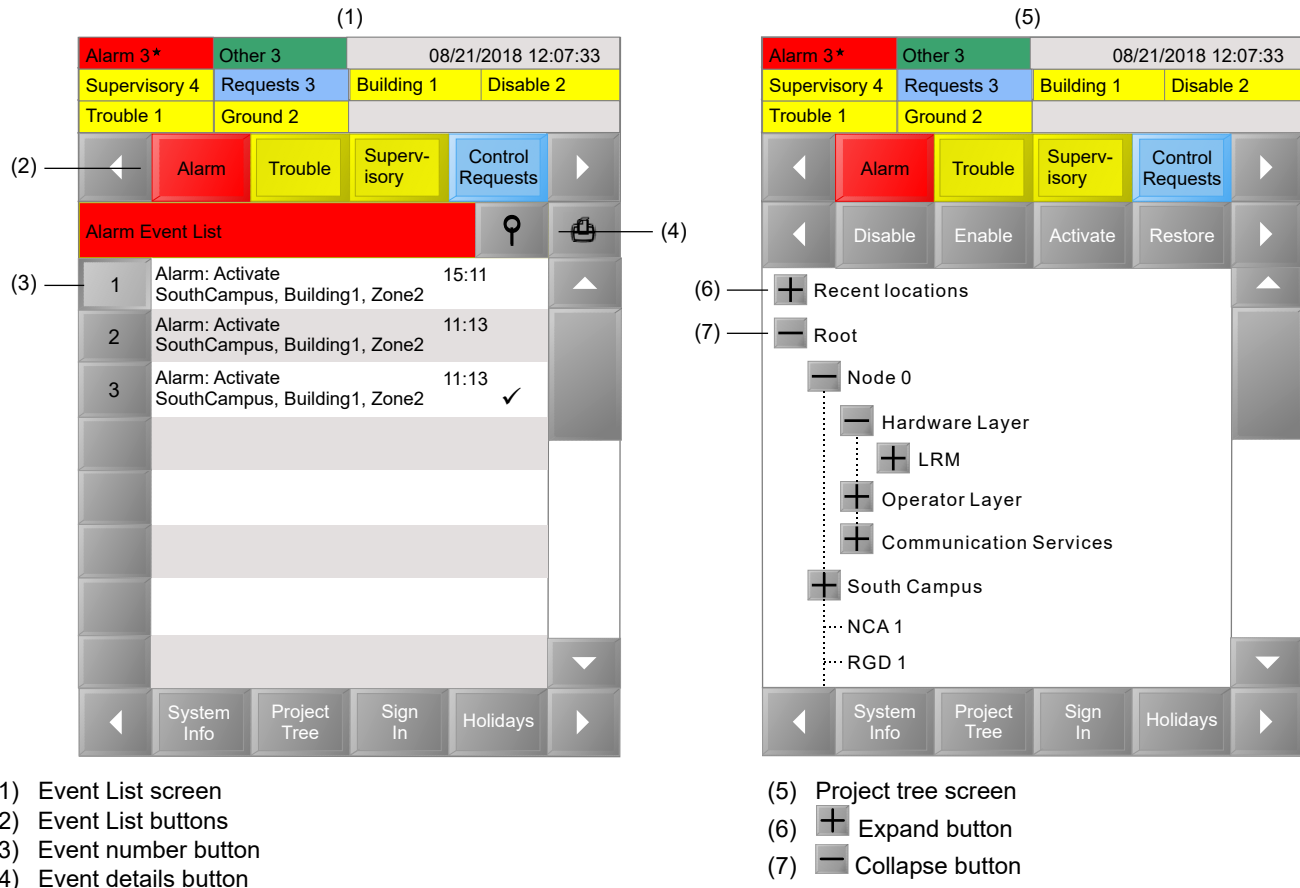 (1)
Alarm 3★ Other 3 08/21/2018 12:07:33
Supervisory 4 Requests 3 Building 1 Disable 2
Trouble 1 Ground 2
(2)
Alarm Trouble Superv-
isory Control
Requests
Alarm Event List
(4)
(3)
1 Alarm: Activate 15:11
SouthCampus, Building1, Zone2
2 Alarm: Activate 11:13
SouthCampus, Building1, Zone2
3 Alarm: Activate 11:13
SouthCampus, Building1, Zone2 ✓
System
Info Project
Tree Sign
In Holidays
1) Event List screen
2) Event List buttons
3) Event number button
4) Event details button
(5)
Alarm 3★ Other 3 08/21/2018 12:07:33
Supervisory 4 Requests 3 Building 1 Disable 2
Trouble 1 Ground 2
Alarm Trouble Superv-
isory Control
Requests
Disable Enable Activate Restore
(6) Recent locations
(7) Root
Node 0
Hardware Layer
LRM
Operator Layer
Communication Services
South Campus
NCA 1
RGD 1
System
Info Project
Tree Sign
In Holidays
(5) Project tree screen
(6) Expand button
(7) Collapse button